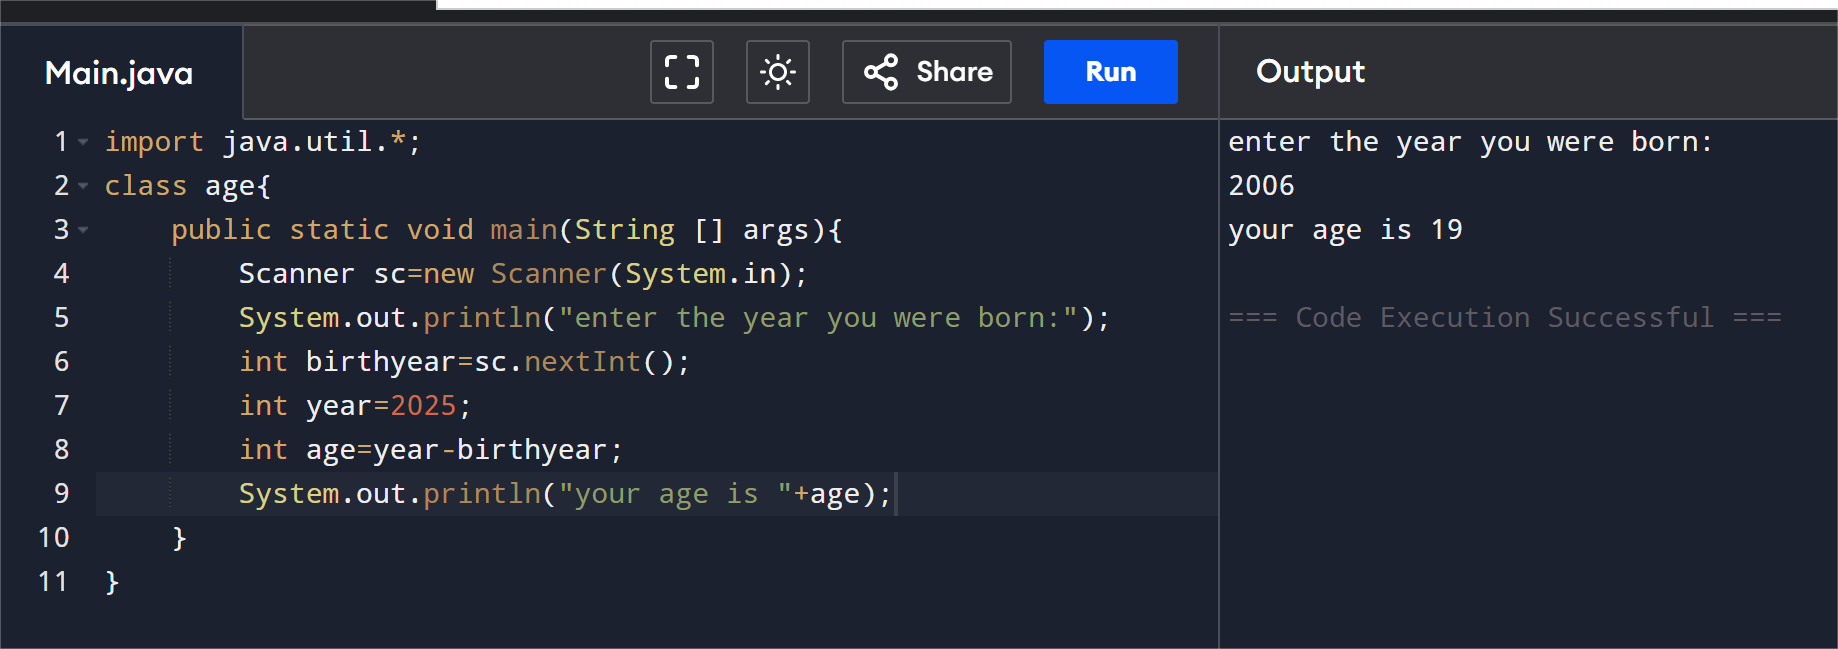 Main.java Share Run Output
1 import java.util.*;
2 class age{
3     public static void main(String [] args){
4         Scanner sc=new Scanner(System.in);
5         System.out.println("enter the year you were born:");
6         int birthyear=sc.nextInt();
7         int year=2025;
8         int age=year-birthyear;
9         System.out.println("your age is "+age);
10     }
11 }
enter the year you were born:
2006
your age is 19
=== Code Execution Successful ===